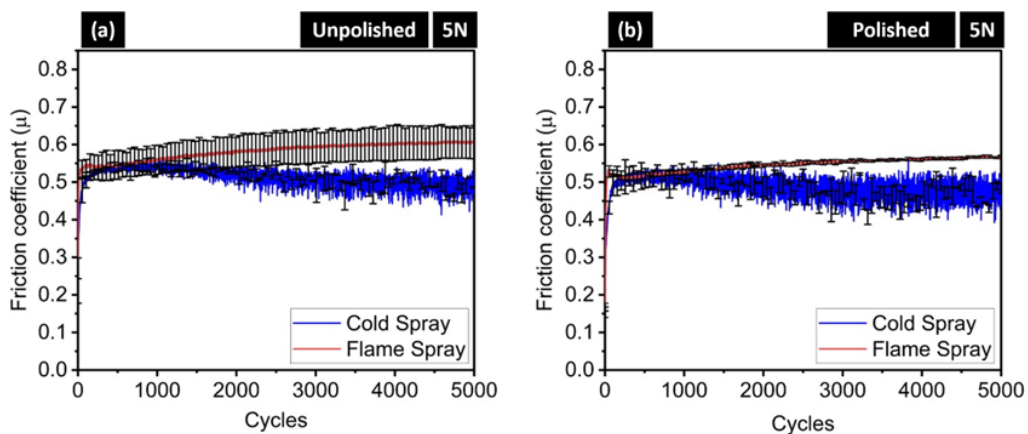 (a) Unpolished 5N
0.8
0.7
0.6
0.5
0.4
0.3
0.2
0.1
0.0
Friction coefficient (μ)
Cold Spray
Flame Spray
0 1000 2000 3000 4000 5000
Cycles
(b) Polished 5N
0.8
0.7
0.6
0.5
0.4
0.3
0.2
0.1
0.0
Friction coefficient (μ)
Cold Spray
Flame Spray
0 1000 2000 3000 4000 5000
Cycles